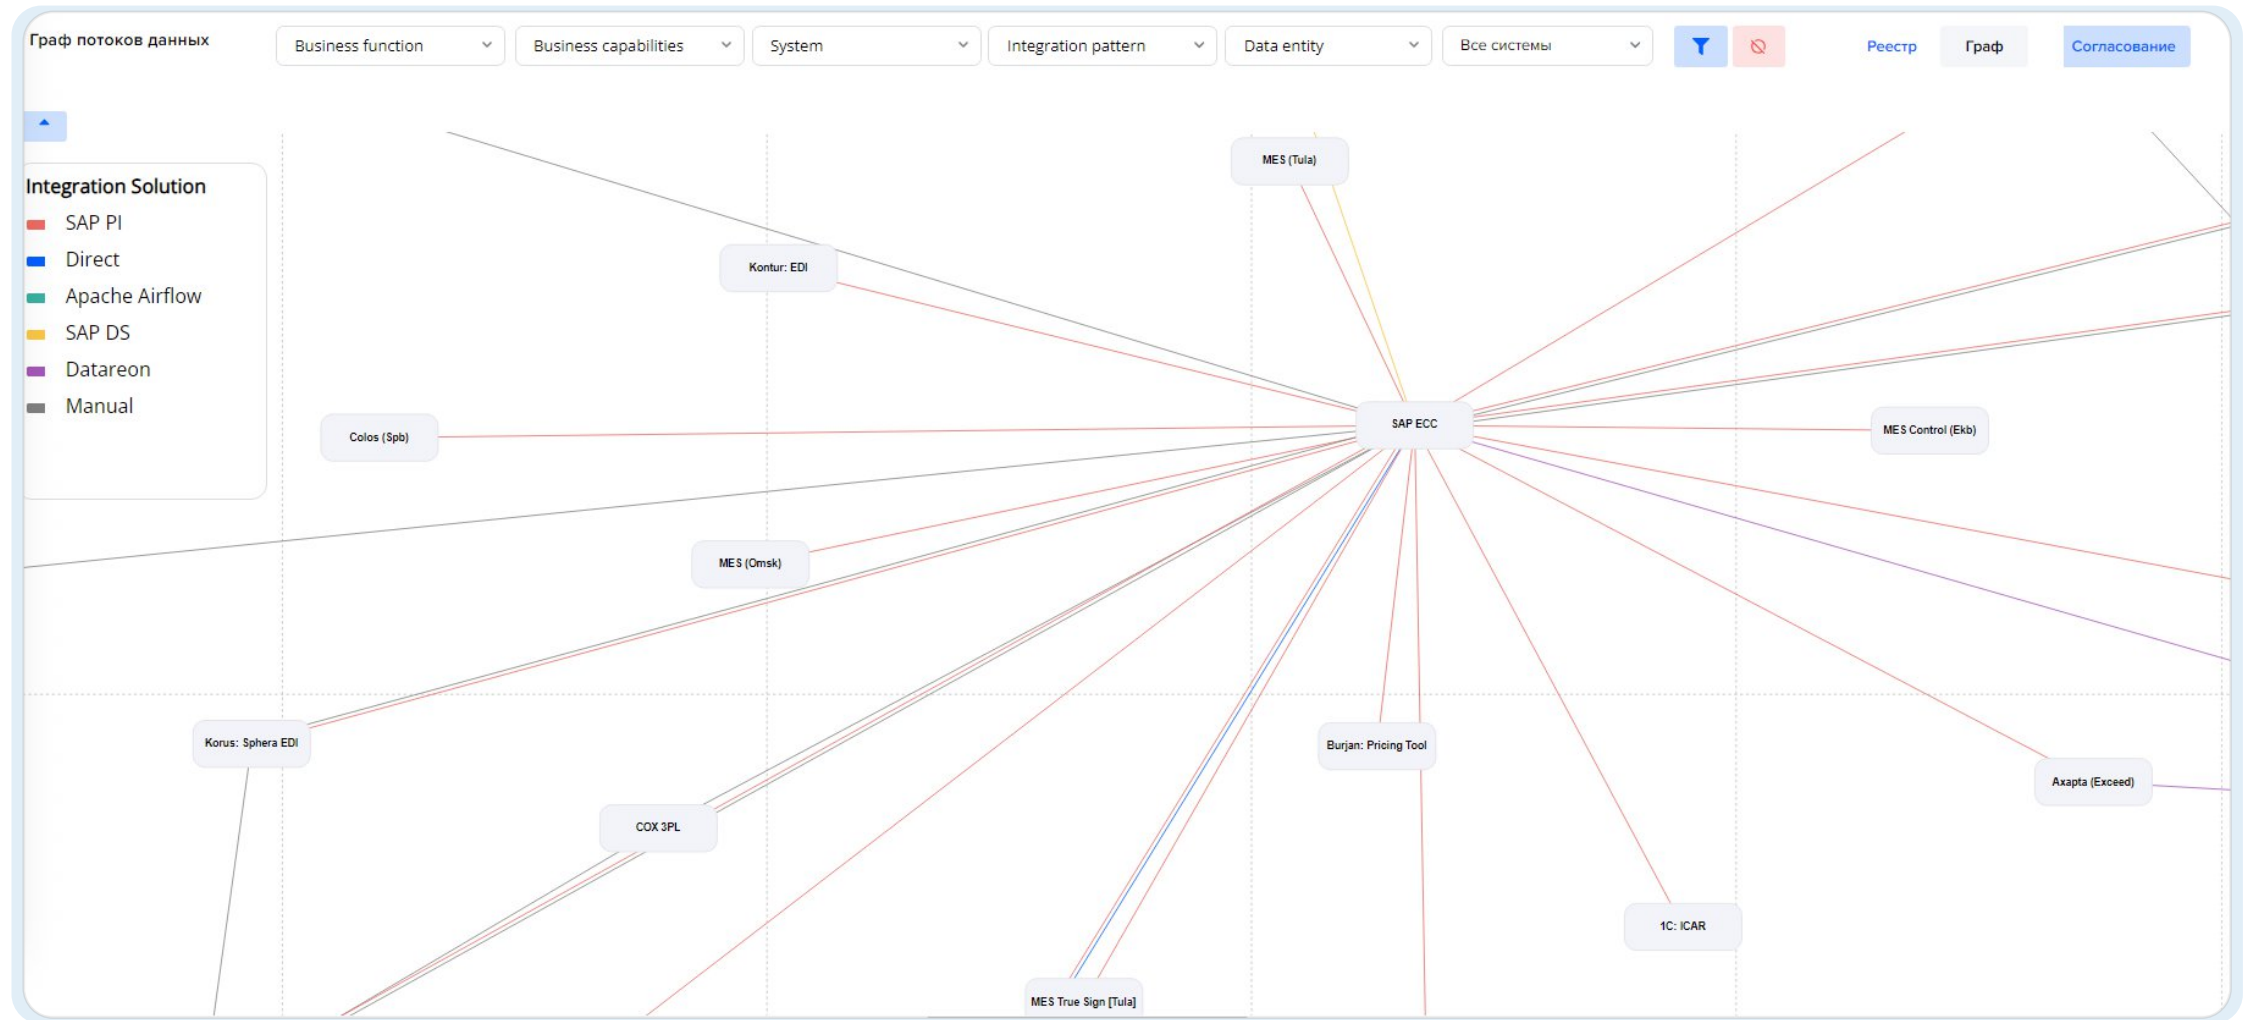 Граф потоков данных
Business function
Business capabilities
System
Integration pattern
Data entity
Все системы
Реестр
Граф
Согласование
Integration Solution
SAP PI
Direct
Apache Airflow
SAP DS
Datareon
Manual
MES (Tula)
Kontur: EDI
SAP ECC
Colos (Spb)
MES Control (Ekb)
MES (Omsk)
Korus: Sphera EDI
Burjan: Pricing Tool
Axapta (Exceed)
COX 3PL
1C: ICAR
MES True Sign [Tula]